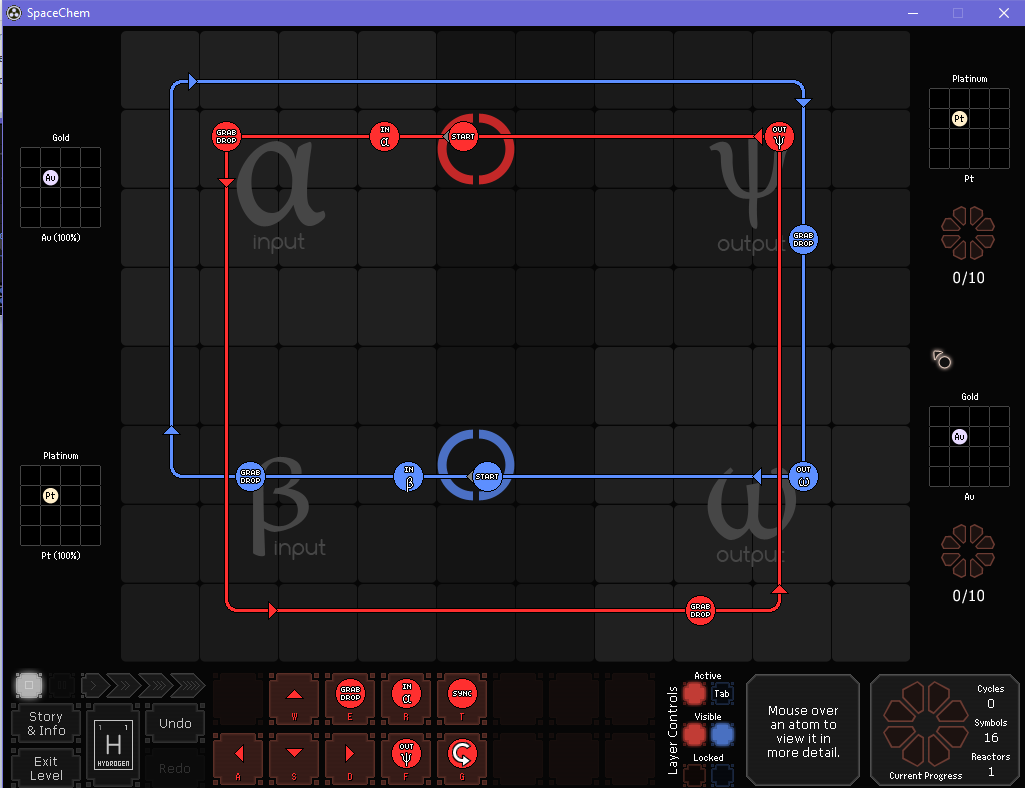 SpaceChem
Gold
Au
Au (100%)
Platinum
Pt
Pt (100%)
GRAB
DROP
IN
α
START
OUT
ψ
α
input
ψ
output
GRAB
DROP
GRAB
DROP
IN
β
START
OUT
ω
β
input
ω
output
GRAB
DROP
Platinum
Pt
Pt
0/10
Gold
Au
Au
0/10
Story
& Info
Exit
Level
1
H
HYDROGEN
Undo
Redo
W
GRAB
DROP
E
IN
α
R
SYNC
T
A
S
D
OUT
ψ
F
G
Layer Controls
Active
Tab
Visible
Locked
Mouse over
an atom to
view it in
more detail.
Cycles
0
Symbols
16
Reactors
1
Current Progress